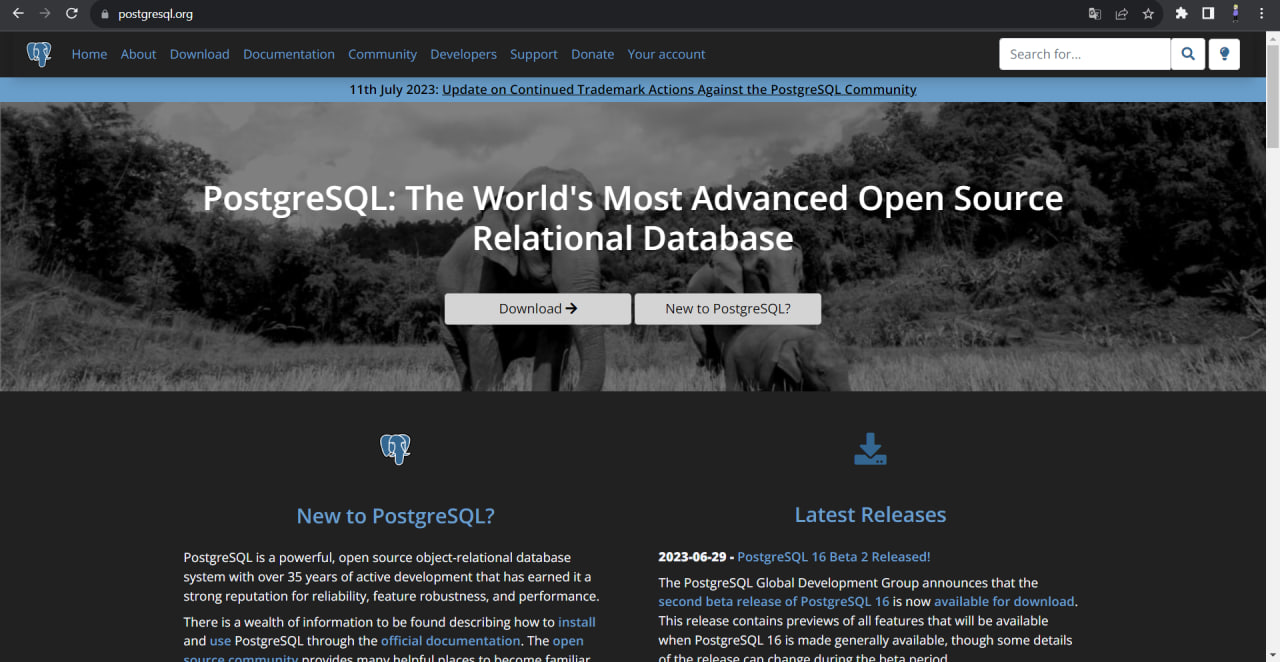 postgresql.org
Home About Download Documentation Community Developers Support Donate Your account
Search for...
11th July 2023: Update on Continued Trademark Actions Against the PostgreSQL Community
PostgreSQL: The World's Most Advanced Open Source
Relational Database
Download
New to PostgreSQL?
New to PostgreSQL?
PostgreSQL is a powerful, open source object-relational database
system with over 35 years of active development that has earned it a
strong reputation for reliability, feature robustness, and performance.
There is a wealth of information to be found describing how to install
and use PostgreSQL through the official documentation. The open
source community provides many helpful places to become familiar
Latest Releases
2023-06-29 - PostgreSQL 16 Beta 2 Released!
The PostgreSQL Global Development Group announces that the
second beta release of PostgreSQL 16 is now available for download.
This release contains previews of all features that will be available
when PostgreSQL 16 is made generally available, though some details
of the release can change during the beta period.